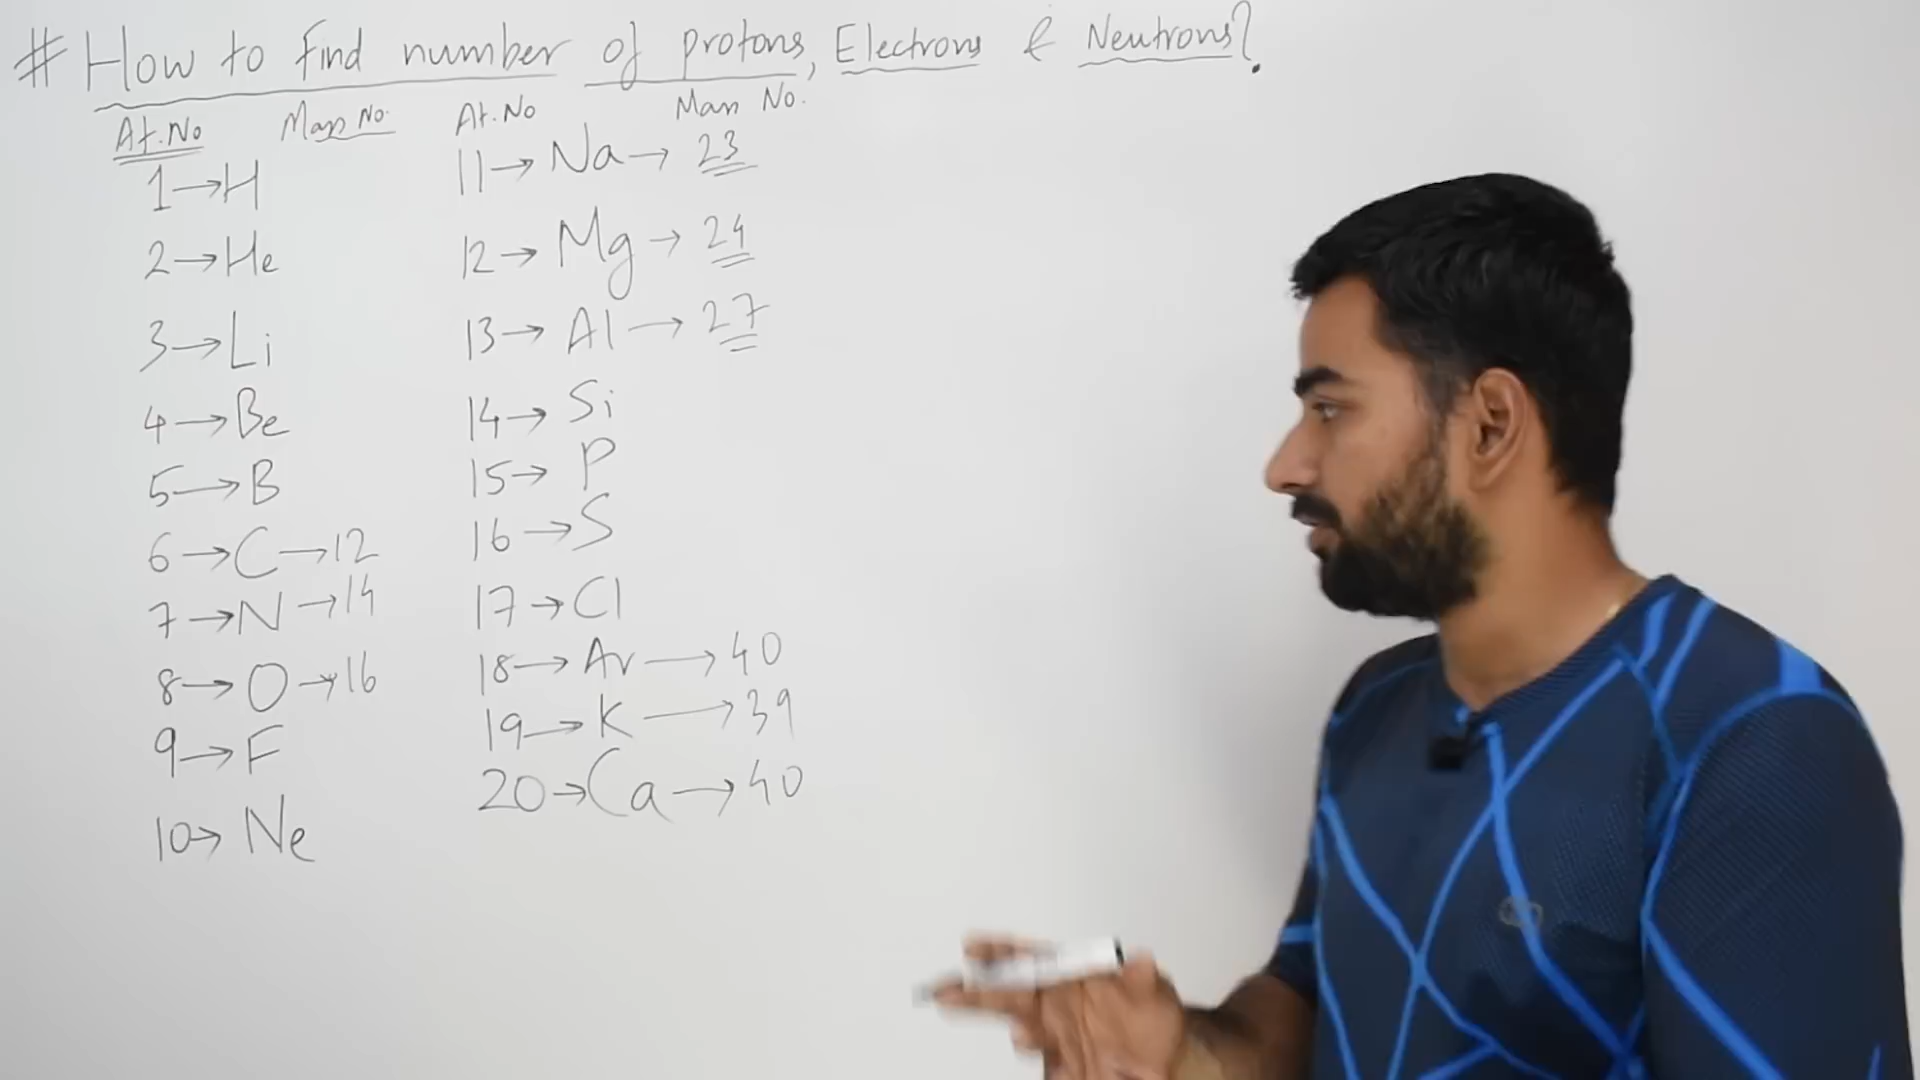 # How to find number of protons, Electrons & Neutrons?
At.No Mass No.
1→H
2→He
3→Li
4→Be
5→B
6→C→12
7→N→14
8→O→16
9→F
10→Ne
At.No Mass No.
11→Na→23
12→Mg→24
13→Al→27
14→Si
15→P
16→S
17→Cl
18→Ar→40
19→K→39
20→Ca→40